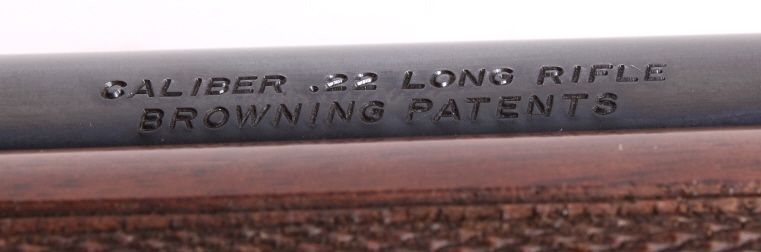 CALIBER .22 LONG RIFLE
BROWNING PATENTS